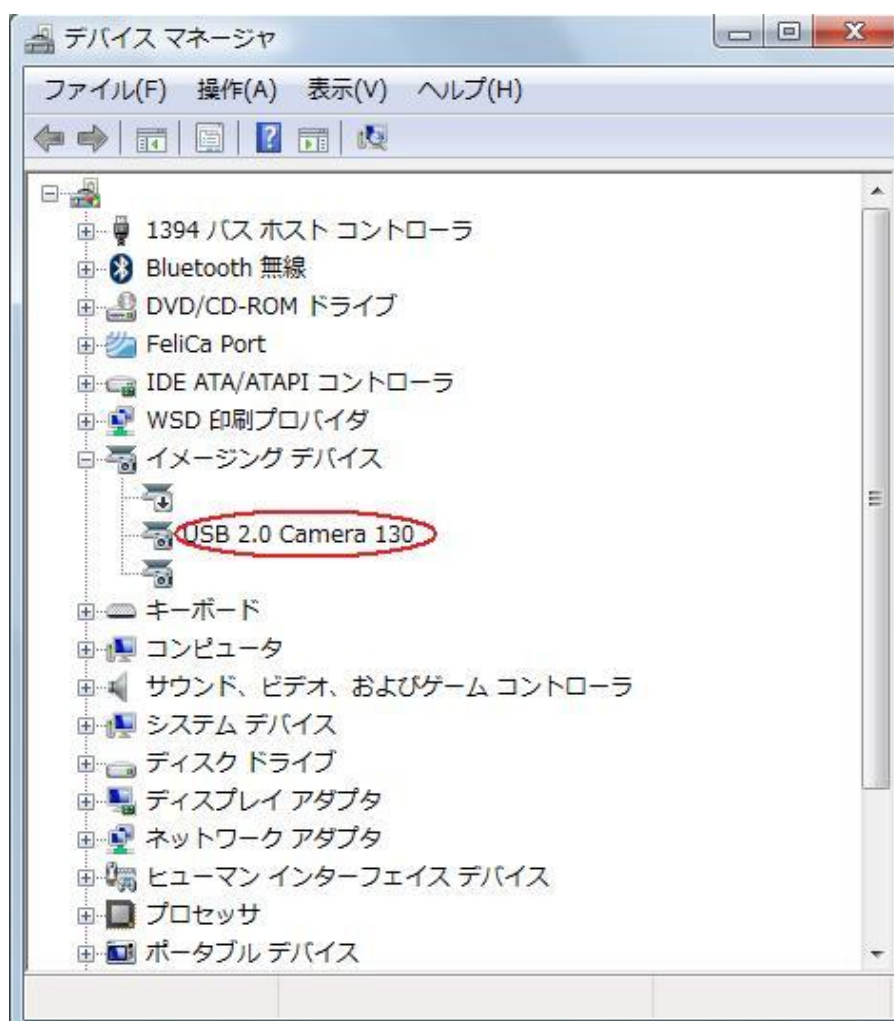 デバイス マネージャ
ファイル(F) 操作(A) 表示(V) ヘルプ(H)
1394 バス ホスト コントローラ
Bluetooth 無線
DVD/CD-ROM ドライブ
FeliCa Port
IDE ATA/ATAPI コントローラ
WSD 印刷プロバイダ
イメージング デバイス
USB 2.0 Camera 130
キーボード
コンピュータ
サウンド、ビデオ、およびゲーム コントローラ
システム デバイス
ディスク ドライブ
ディスプレイ アダプタ
ネットワーク アダプタ
ヒューマン インターフェイス デバイス
プロセッサ
ポータブル デバイス